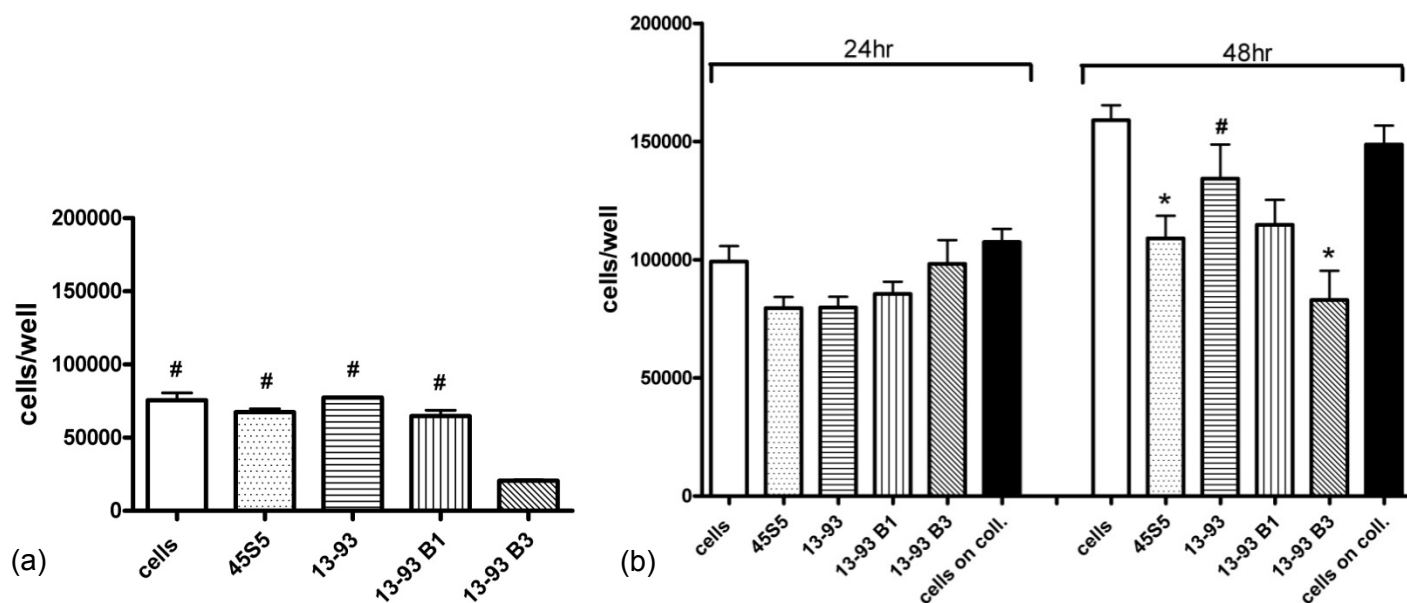 200000
150000
100000
50000
0
cells/well
#
#
#
#
cells
45S5
13-93
13-93 B1
13-93 B3
(a)
200000
150000
100000
50000
0
cells/well
24hr
48hr
*
#
*
cells
45S5
13-93
13-93 B1
13-93 B3
cells on coll.
cells
45S5
13-93
13-93 B1
13-93 B3
cells on coll.
(b)